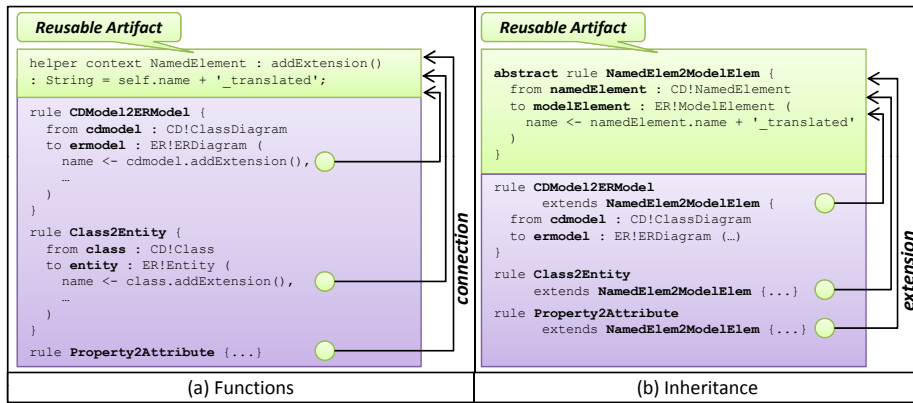 Reusable Artifact
helper context NamedElement : addExtension()
: String = self.name + '_translated';
rule CDModel2ERModel {
from cdmodel : CD!ClassDiagram
to ermodel : ER!ERDiagram (
name <- cdmodel.addExtension(),
…
)
}
rule Class2Entity {
from class : CD!Class
to entity : ER!Entity (
name <- class.addExtension(),
…
)
}
rule Property2Attribute {...}
connection
(a) Functions
Reusable Artifact
abstract rule NamedElem2ModelElem {
from namedElement : CD!NamedElement
to modelElement : ER!ModelElement (
name <- namedElement.name + '_translated'
)
}
rule CDModel2ERModel
extends NamedElem2ModelElem {
from cdmodel : CD!ClassDiagram
to ermodel : ER!ERDiagram (…)
}
rule Class2Entity
extends NamedElem2ModelElem {...}
rule Property2Attribute
extends NamedElem2ModelElem {...}
extension
(b) Inheritance